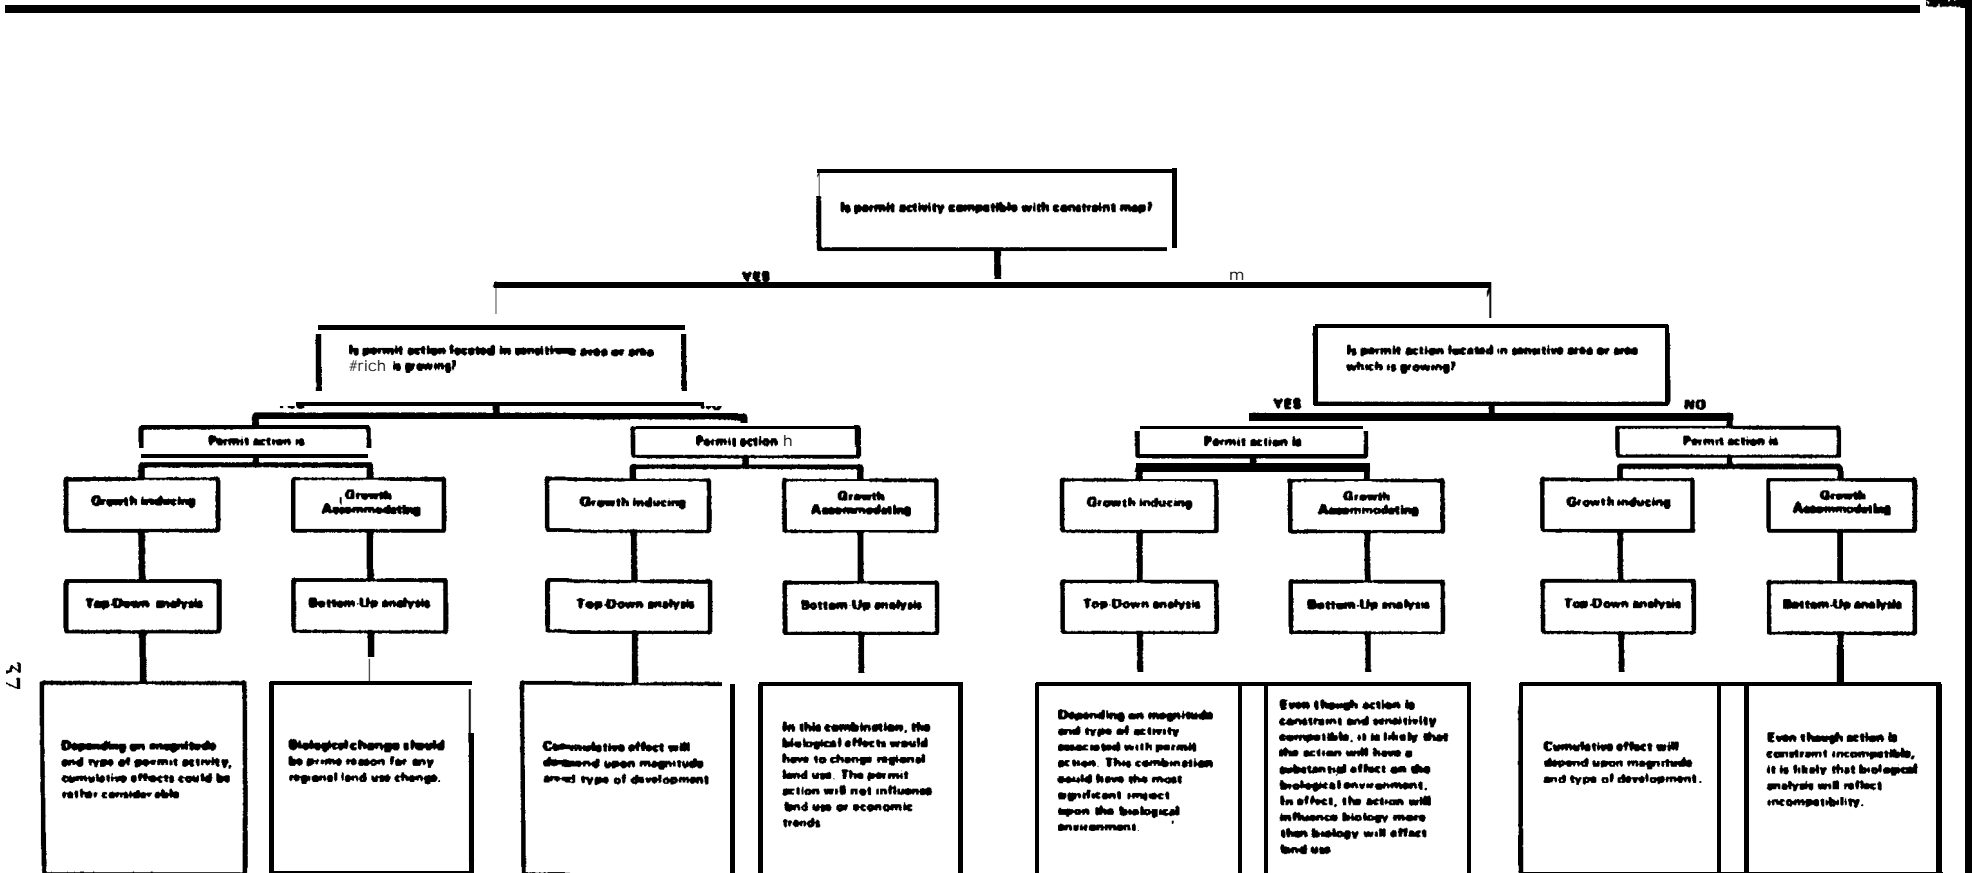 Is permit activity compatible with constraint map?
YES
m
Is permit action located in sensitive area or area
#rich is growing?
Is permit action located in sensitive area or area
which is growing?
YES
NO
Permit action is
Permit action h
Permit action is
Permit action is
Growth inducing
Growth
Accommodating
Growth inducing
Growth
Accommodating
Growth inducing
Growth
Accommodating
Growth inducing
Growth
Accommodating
Top-Down analysis
Bottom-Up analysis
Top-Down analysis
Bottom-Up analysis
Top-Down analysis
Bottom-Up analysis
Top-Down analysis
Bottom-Up analysis
37
Depending on magnitude
and type of permit activity,
cumulative effects could be
rather considerable
Biological change should
be prime reason for any
regional land use change.
Cummulative effect will
depend upon magnitude
and type of development
In this combination, the
biological effects would
have to change regional
land use. The permit
action will not influence
land use or economic
trends
Depending on magnitude
and type of activity
associated with permit
action. This combination
could have the most
significant impact
upon the biological
environment.
Even though action is
constraint and sensitivity
compatible, it is likely that
the action will have a
substantial effect on the
biological environment.
In effect, the action will
influence biology more
then biology will affect
land use
Cumulative effect will
depend upon magnitude
and type of development.
Even though action is
constraint incompatible,
it is likely that biological
analysis will reflect
incompatibility.